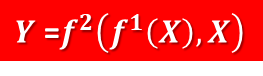 Y =f²(f¹(X), X)